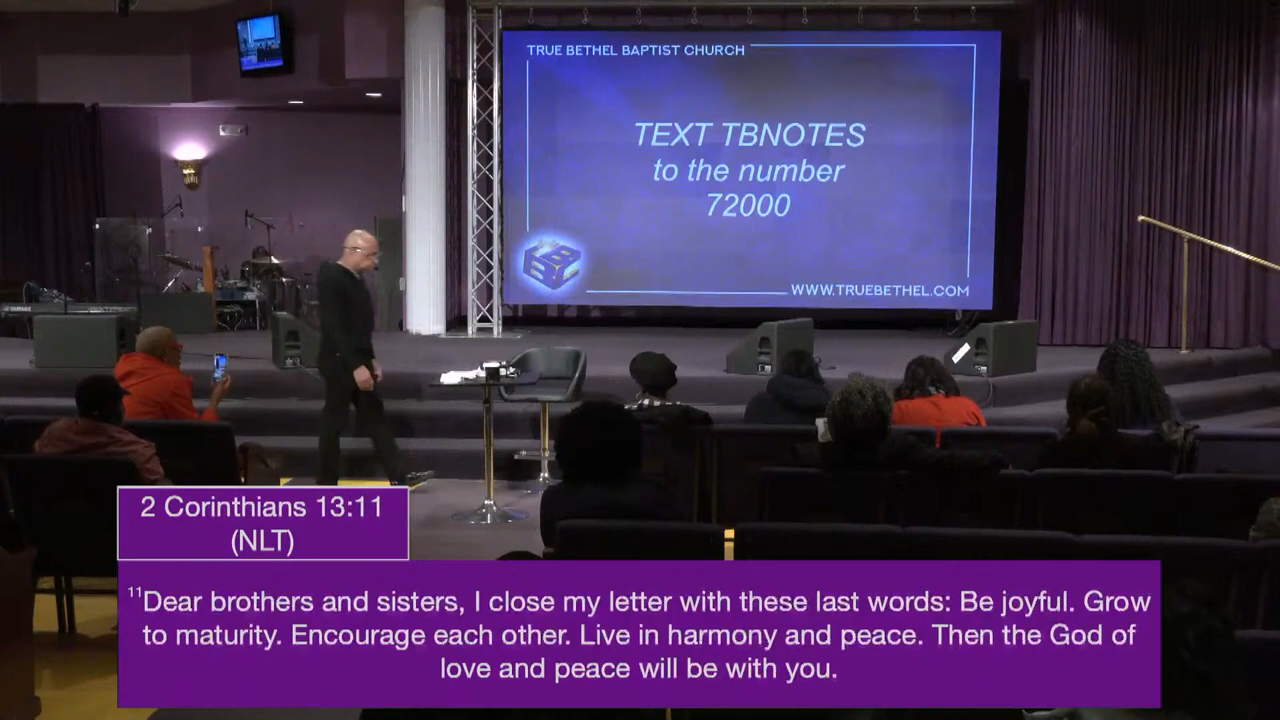 TRUE BETHEL BAPTIST CHURCH
TEXT TBNOTES
to the number
72000
WWW.TRUEBETHEL.COM
2 Corinthians 13:11
(NLT)
11Dear brothers and sisters, I close my letter with these last words: Be joyful. Grow
to maturity. Encourage each other. Live in harmony and peace. Then the God of
love and peace will be with you.